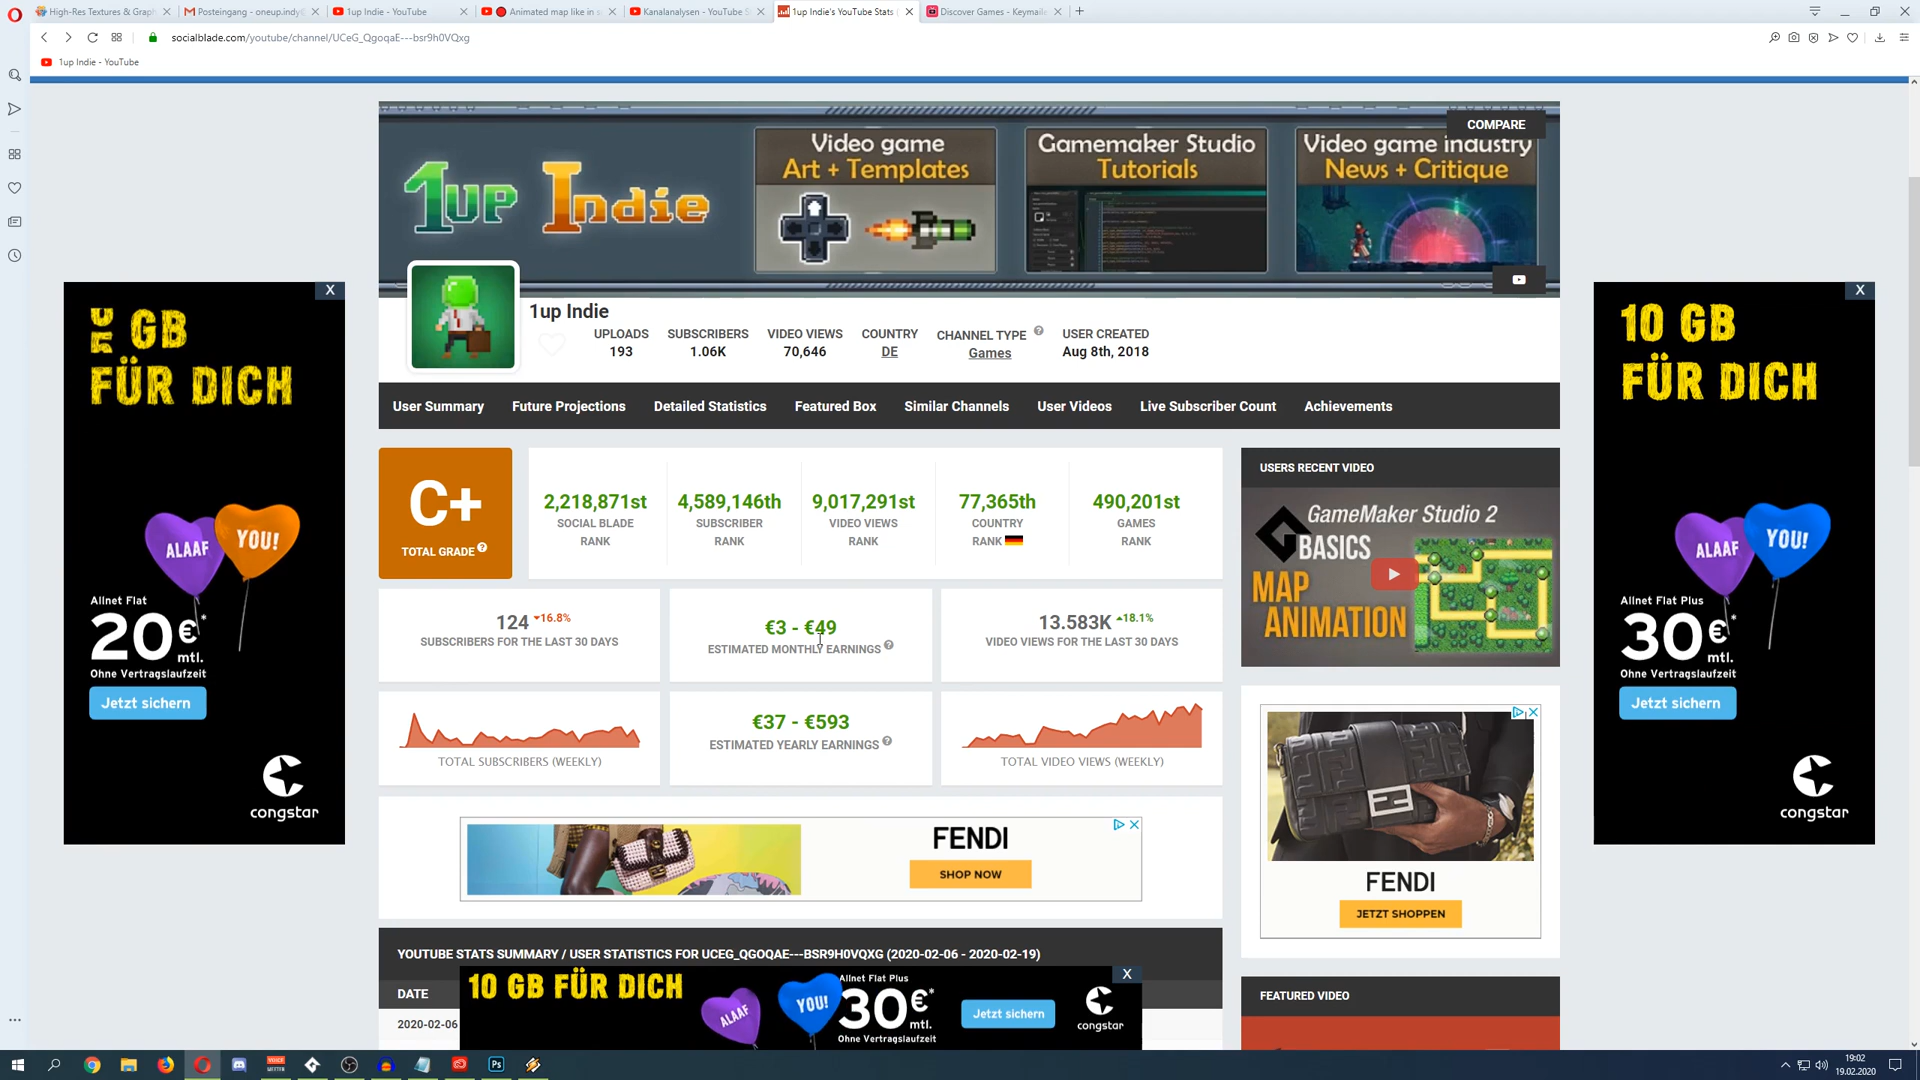 High-Res Textures & Graph
Posteingang - oneup.indy@
1up Indie - YouTube
Animated map like in s
Kanalanalysen - YouTube S
1up Indie's YouTube Stats
Discover Games - Keymaile
socialblade.com/youtube/channel/UCeG_QgoqaE---bsr9h0VQxg
1up Indie - YouTube
COMPARE
1UP Indie
Video game
Art + Templates
Gamemaker Studio
Tutorials
Video game industry
News + Critique
1up Indie
UPLOADS
193
SUBSCRIBERS
1.06K
VIDEO VIEWS
70,646
COUNTRY
DE
CHANNEL TYPE
Games
USER CREATED
Aug 8th, 2018
User Summary
Future Projections
Detailed Statistics
Featured Box
Similar Channels
User Videos
Live Subscriber Count
Achievements
C+
TOTAL GRADE
2,218,871st
SOCIAL BLADE
RANK
4,589,146th
SUBSCRIBER
RANK
9,017,291st
VIDEO VIEWS
RANK
77,365th
COUNTRY
RANK
490,201st
GAMES
RANK
124 16.8%
SUBSCRIBERS FOR THE LAST 30 DAYS
€3 - €49
ESTIMATED MONTHLY EARNINGS
13.583K 18.1%
VIDEO VIEWS FOR THE LAST 30 DAYS
TOTAL SUBSCRIBERS (WEEKLY)
€37 - €593
ESTIMATED YEARLY EARNINGS
TOTAL VIDEO VIEWS (WEEKLY)
USERS RECENT VIDEO
GameMaker Studio 2
BASICS
MAP
ANIMATION
X
GB
FÜR DICH
ALAAF
YOU!
Allnet Flat
20€*
mtl.
Ohne Vertragslaufzeit
Jetzt sichern
congstar
X
10 GB
FÜR DICH
ALAAF
YOU!
Allnet Flat Plus
30€*
mtl.
Ohne Vertragslaufzeit
Jetzt sichern
congstar
FENDI
SHOP NOW
FENDI
JETZT SHOPPEN
YOUTUBE STATS SUMMARY / USER STATISTICS FOR UCEG_QGOQAE---BSR9H0VQXG (2020-02-06 - 2020-02-19)
DATE
2020-02-06
X
10 GB FÜR DICH
ALAAF
YOU!
Allnet Flat Plus
30€*
mtl.
Ohne Vertragslaufzeit
Jetzt sichern
congstar
FEATURED VIDEO
Ps
19:02
19.02.2020